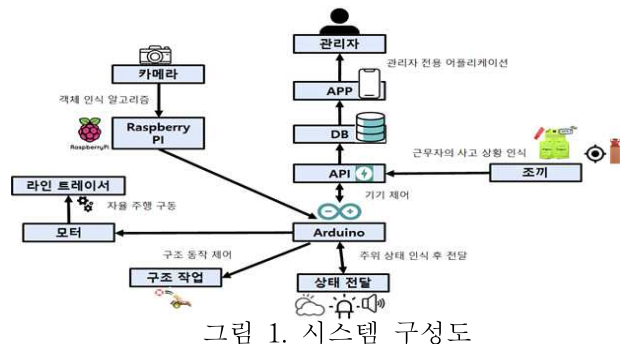 관리자
카메라
관리자 전용 어플리케이션
APP
객체 인식 알고리즘
Raspberry
PI
RaspberryPi
DB
근무자의 사고 상황 인식
API
조끼
라인 트레이서
기기 제어
자율 주행 구동
모터
Arduino
구조 동작 제어
주위 상태 인식 후 전달
구조 작업
상태 전달
그림 1. 시스템 구성도